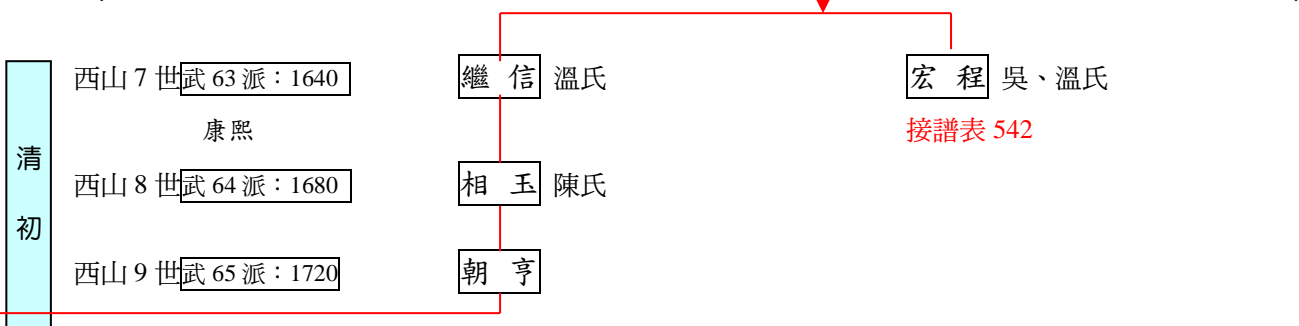 西山 7 世武 63 派：1640 繼 信 溫氏 宏 程 吳、溫氏
康熙 接譜表 542
清初
西山 8 世武 64 派：1680 相 玉 陳氏
西山 9 世武 65 派：1720 朝 亨